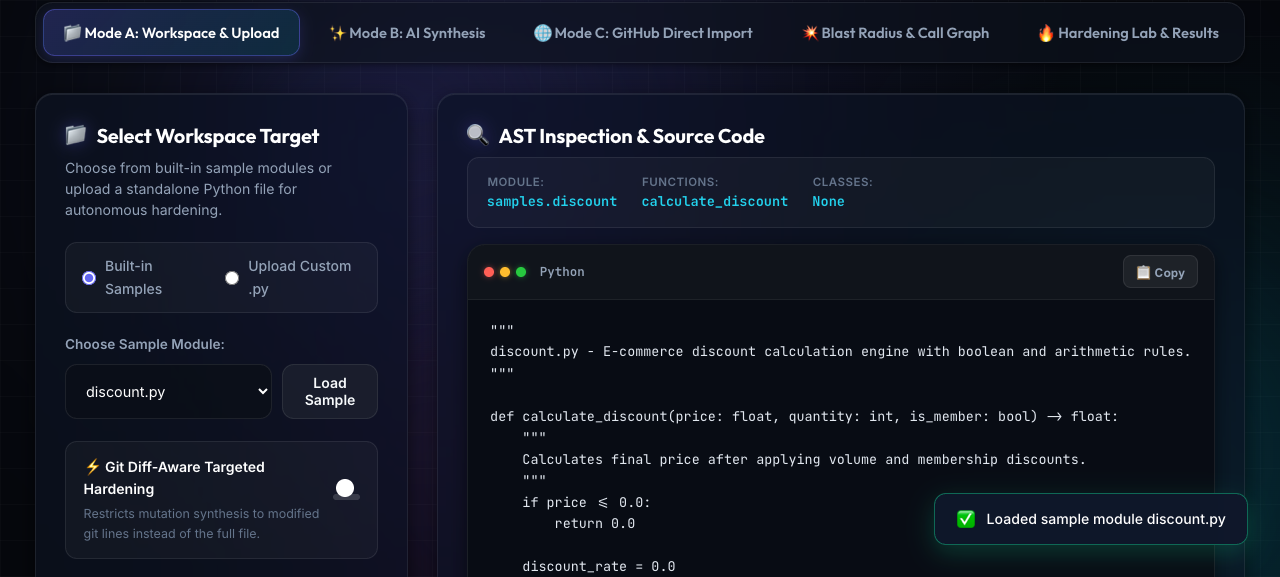 📁 Mode A: Workspace & Upload
✨ Mode B: AI Synthesis
🌐 Mode C: GitHub Direct Import
💥 Blast Radius & Call Graph
🔥 Hardening Lab & Results
📁 Select Workspace Target
Choose from built-in sample modules or
upload a standalone Python file for
autonomous hardening.
Built-in
Samples
Upload Custom
.py
Choose Sample Module:
discount.py
Load
Sample
⚡ Git Diff-Aware Targeted
Hardening
Restricts mutation synthesis to modified
git lines instead of the full file.
🔍 AST Inspection & Source Code
MODULE:
samples.discount
FUNCTIONS:
calculate_discount
CLASSES:
None
Python
📋 Copy
"""
discount.py - E-commerce discount calculation engine with boolean and arithmetic rules.
"""
def calculate_discount(price: float, quantity: int, is_member: bool) -> float:
"""
Calculates final price after applying volume and membership discounts.
"""
if price <= 0.0:
return 0.0
discount_rate = 0.0
✅ Loaded sample module discount.py